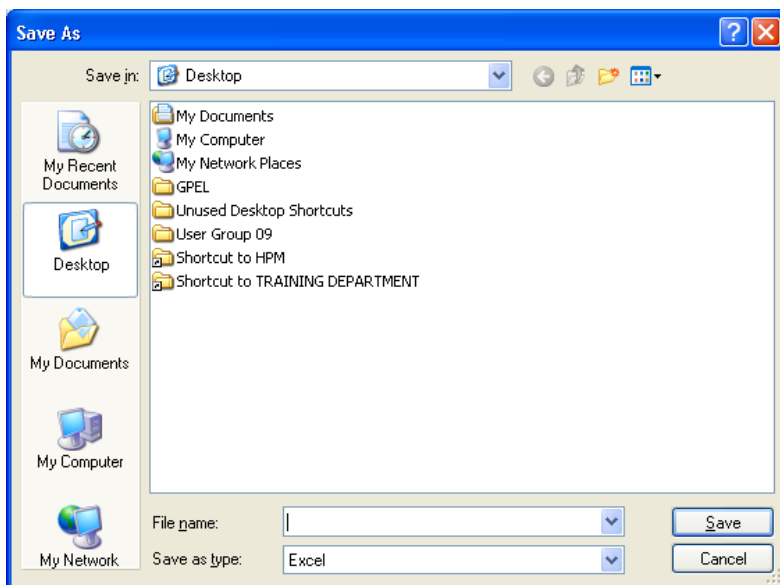 Save As
Save in:
Desktop
My Recent
Documents
Desktop
My Documents
My Computer
My Network
My Documents
My Computer
My Network Places
GPEL
Unused Desktop Shortcuts
User Group 09
Shortcut to HPM
Shortcut to TRAINING DEPARTMENT
File name:
Save
Save as type:
Excel
Cancel